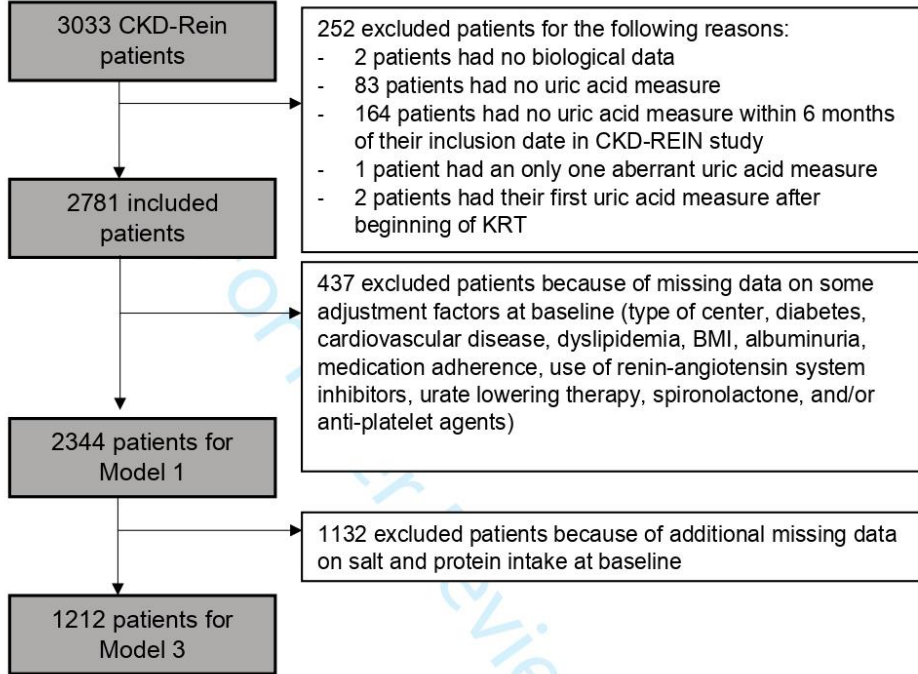 3033 CKD-Rein
patients
252 excluded patients for the following reasons:
- 2 patients had no biological data
- 83 patients had no uric acid measure
- 164 patients had no uric acid measure within 6 months
of their inclusion date in CKD-REIN study
- 1 patient had an only one aberrant uric acid measure
- 2 patients had their first uric acid measure after
beginning of KRT
2781 included
patients
437 excluded patients because of missing data on some
adjustment factors at baseline (type of center, diabetes,
cardiovascular disease, dyslipidemia, BMI, albuminuria,
medication adherence, use of renin-angiotensin system
inhibitors, urate lowering therapy, spironolactone, and/or
anti-platelet agents)
2344 patients for
Model 1
1132 excluded patients because of additional missing data
on salt and protein intake at baseline
1212 patients for
Model 3